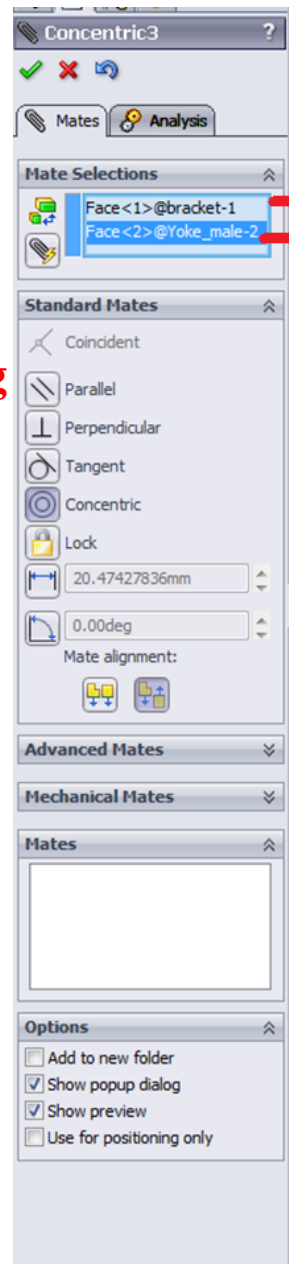 Concentric3 ?
Mates Analysis
Mate Selections
Face<1>@bracket-1
Face<2>@Yoke_male-2
Standard Mates
Coincident
g
Parallel
Perpendicular
Tangent
Concentric
Lock
20.47427836mm
0.00deg
Mate alignment:
Advanced Mates
Mechanical Mates
Mates
Options
Add to new folder
Show popup dialog
Show preview
Use for positioning only